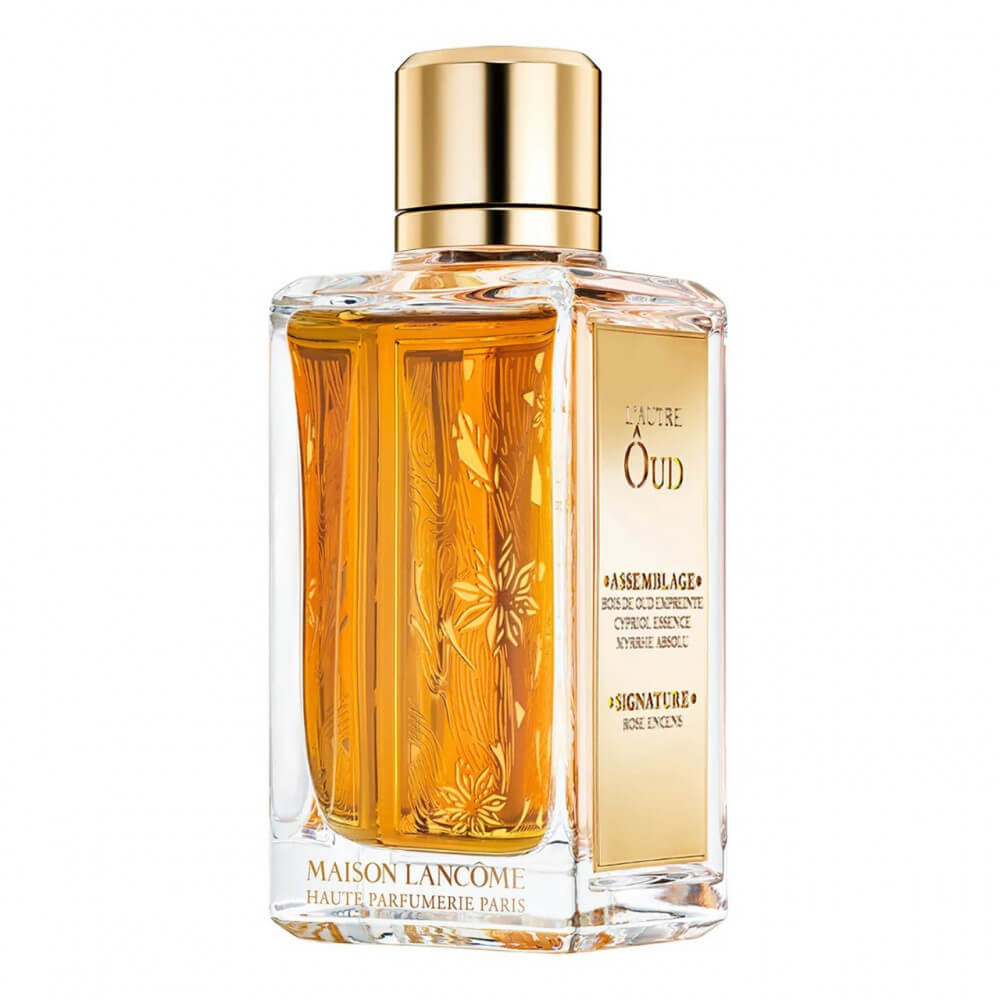 L'AUTRE
ÔUD
•ASSEMBLAGE•
BOIS DE OUD EMPREINTE
CYPRIOL ESSENCE
MYRRHE ABSOLU
•SIGNATURE•
ROSE ENCENS
MAISON LANCÔME
HAUTE PARFUMERIE PARIS